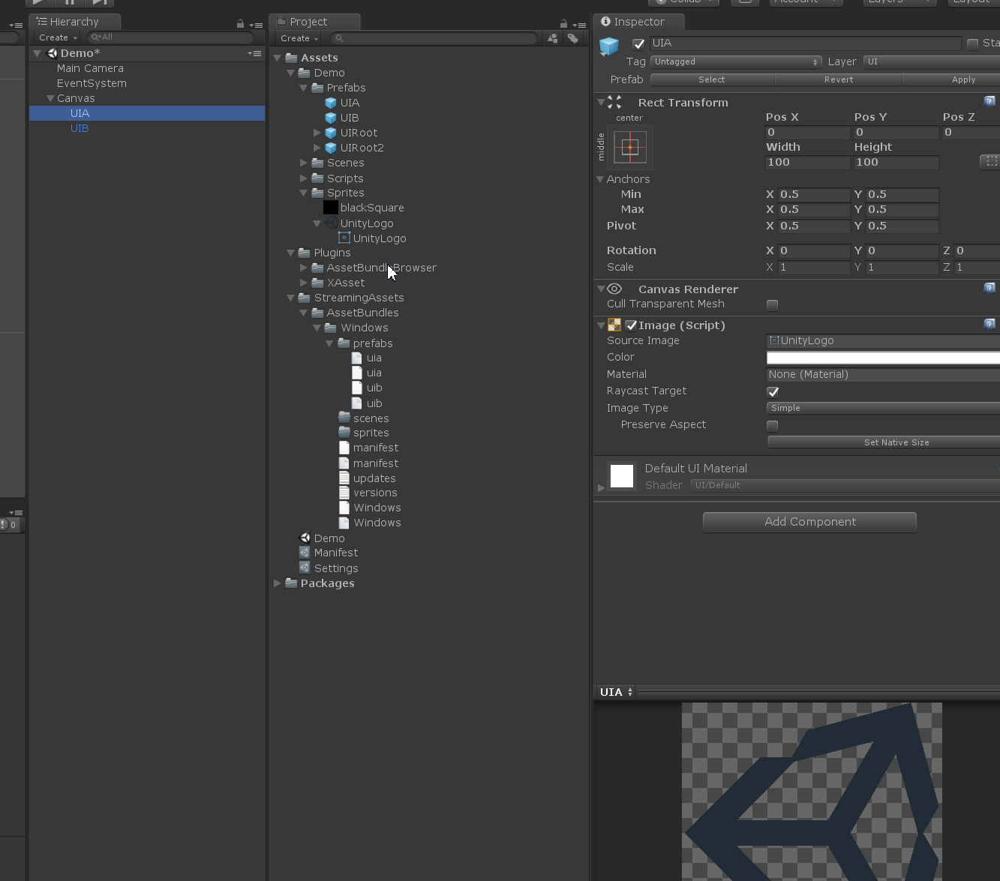 Collab
Account
Layers
Layout
Hierarchy
Create
All
Demo*
Main Camera
EventSystem
Canvas
UIA
UIB
0
Project
Create
Assets
Demo
Prefabs
UIA
UIB
UIRoot
UIRoot2
Scenes
Scripts
Sprites
blackSquare
UnityLogo
UnityLogo
Plugins
AssetBundleBrowser
XAsset
StreamingAssets
AssetBundles
Windows
prefabs
uia
uia
uib
uib
scenes
sprites
manifest
manifest
updates
versions
Windows
Windows
Demo
Manifest
Settings
Packages
Inspector
UIA
Sta
Tag Untagged Layer UI
Prefab Select Revert Apply
Rect Transform
center
middle
Pos X Pos Y Pos Z
0 0 0
Width Height
100 100
Anchors
Min X 0.5 Y 0.5
Max X 0.5 Y 0.5
Pivot X 0.5 Y 0.5
Rotation X 0 Y 0 Z 0
Scale X 1 Y 1 Z 1
Canvas Renderer
Cull Transparent Mesh
Image (Script)
Source Image UnityLogo
Color
Material None (Material)
Raycast Target
Image Type Simple
Preserve Aspect
Set Native Size
Default UI Material
Shader UI/Default
Add Component
UIA